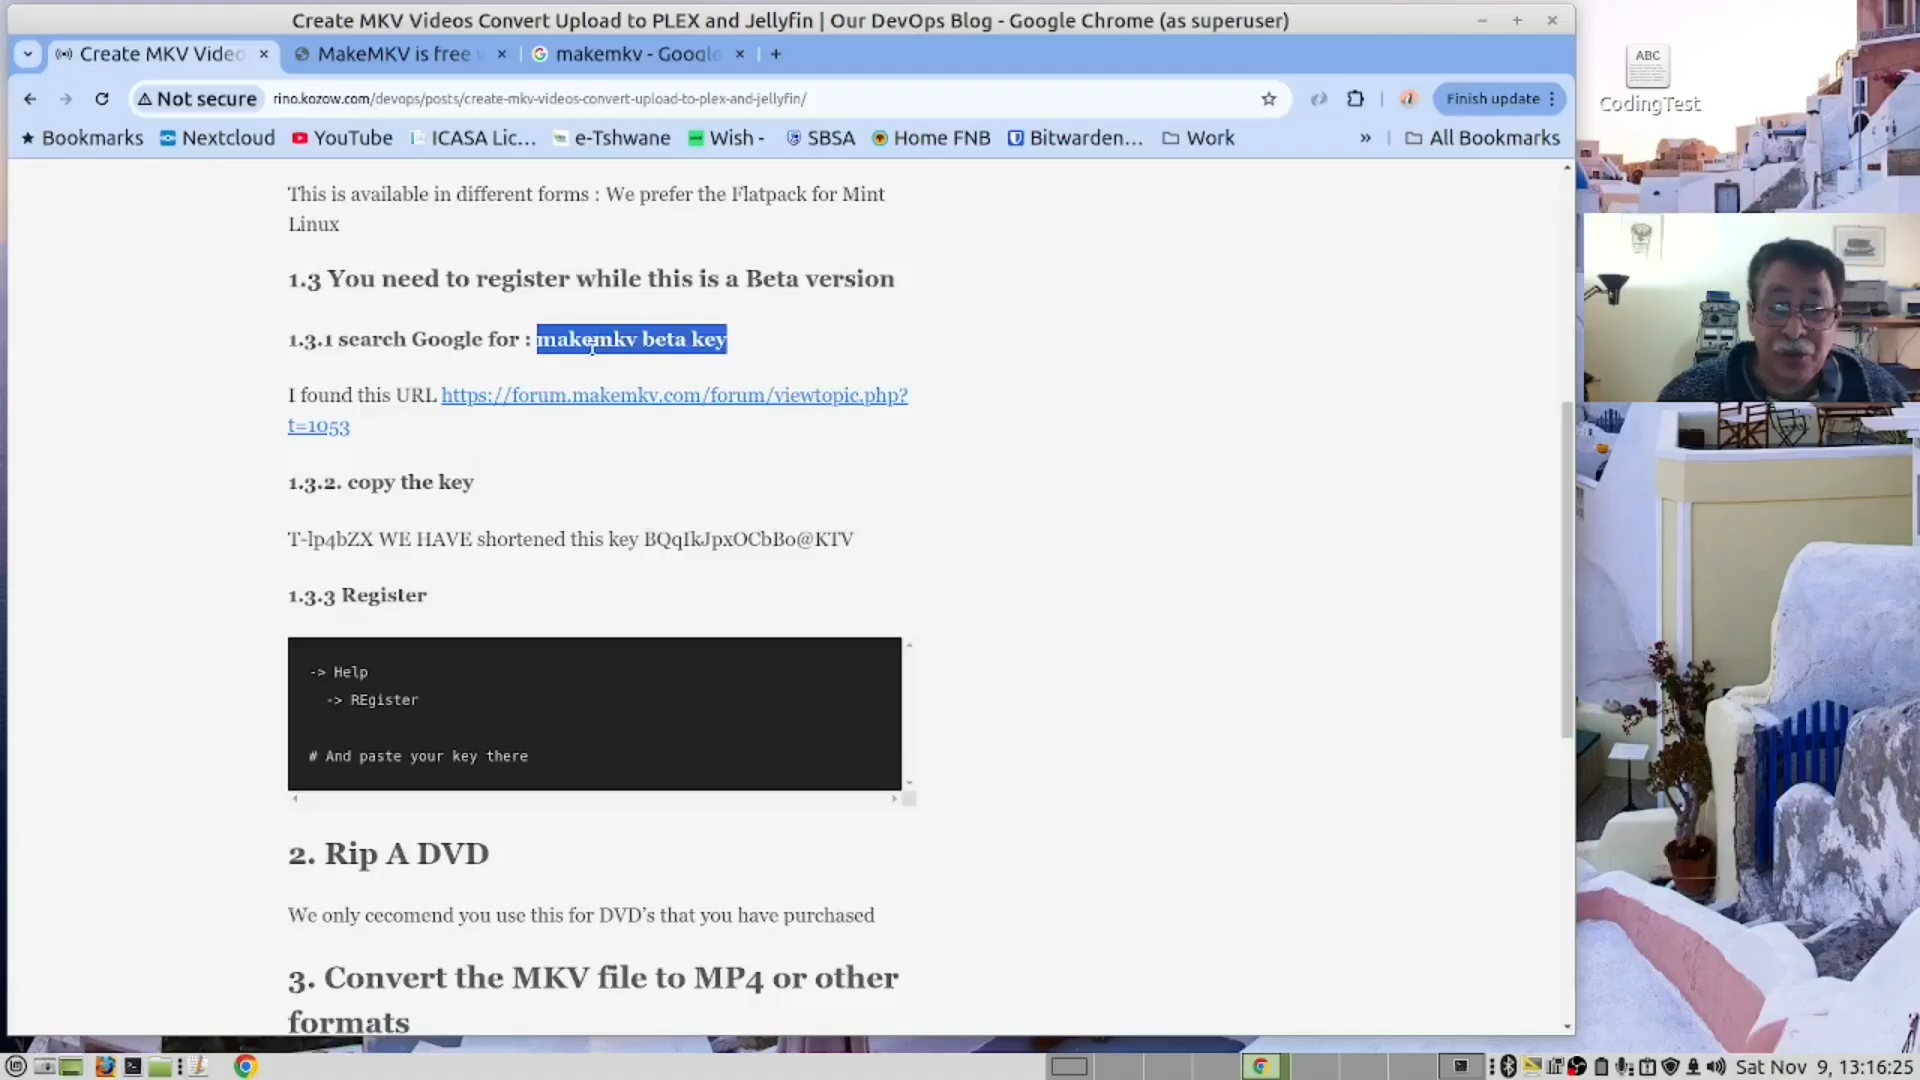 Create MKV Videos Convert Upload to PLEX and Jellyfin | Our DevOps Blog - Google Chrome (as superuser)
Create MKV Video
MakeMKV is free
makemkv - Google
Not secure
rino.kozow.com/devops/posts/create-mkv-videos-convert-upload-to-plex-and-jellyfin/
Finish update
Bookmarks
Nextcloud
YouTube
ICASA Lic...
e-Tshwane
Wish -
SBSA
Home FNB
Bitwarden...
Work
»
All Bookmarks
ABC
CodingTest
This is available in different forms : We prefer the Flatpack for Mint
Linux
1.3 You need to register while this is a Beta version
1.3.1 search Google for : makemkv beta key
I found this URL https://forum.makemkv.com/forum/viewtopic.php?
t=1053
1.3.2. copy the key
T-lp4bZX WE HAVE shortened this key BQqIkJpxOCbBo@KTV
1.3.3 Register
-> Help
-> REgister
# And paste your key there
2. Rip A DVD
We only cecomend you use this for DVD’s that you have purchased
3. Convert the MKV file to MP4 or other
formats
Sat Nov 9, 13:16:25